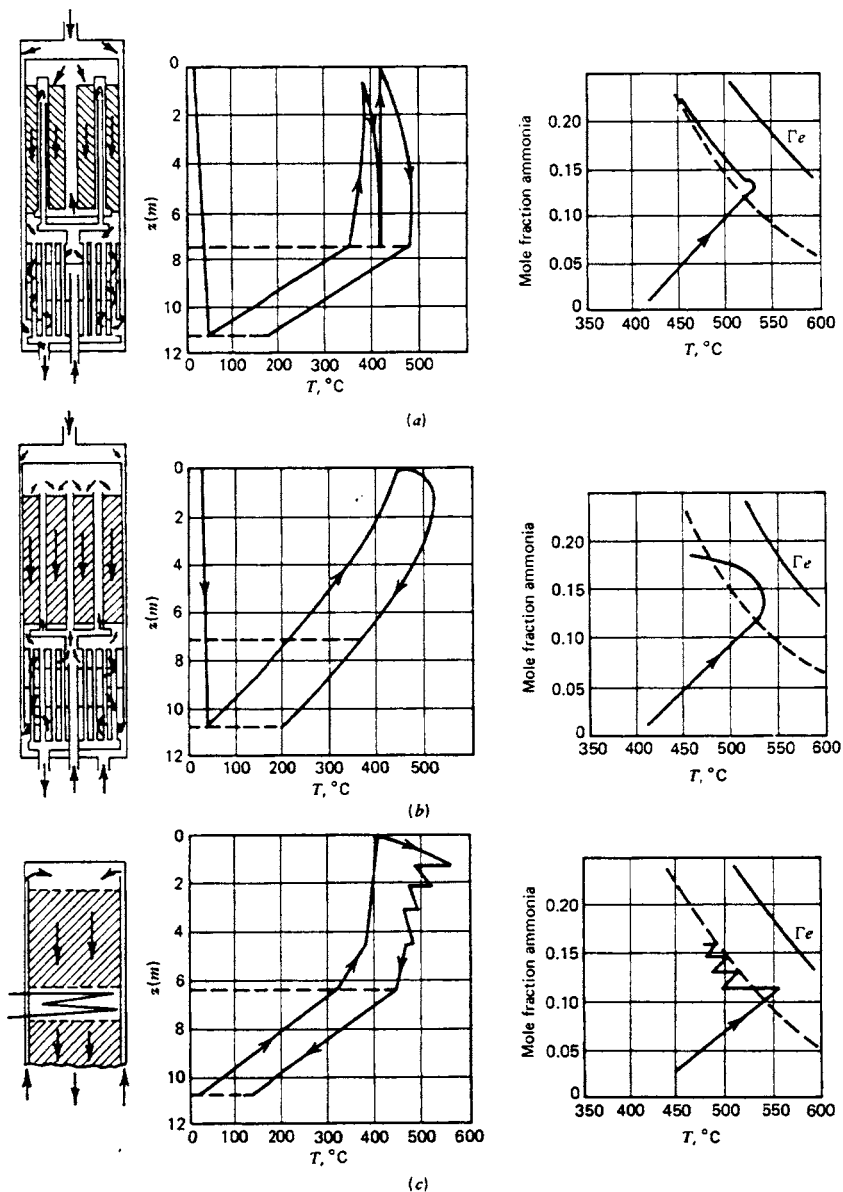 0
2
4
6
8
10
12
z(m)
0 100 200 300 400 500
T, °C
Mole fraction ammonia
0.20
0.15
0.10
0.05
0
350 400 450 500 550 600
T, °C
Γe
(a)
0
2
4
6
8
10
12
z(m)
0 100 200 300 400 500
T, °C
Mole fraction ammonia
0.20
0.15
0.10
0.05
0
350 400 450 500 550 600
T, °C
Γe
(b)
0
2
4
6
8
10
12
z(m)
0 100 200 300 400 500 600
T, °C
Mole fraction ammonia
0.20
0.15
0.10
0.05
0
350 400 450 500 550 600
T, °C
Γe
(c)